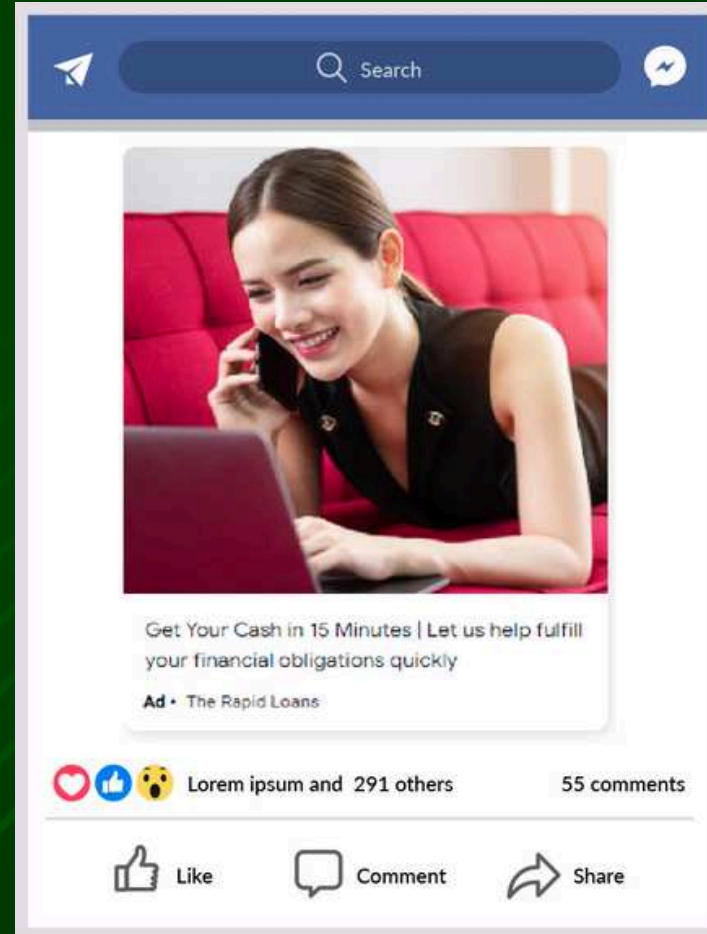 Search
Get Your Cash in 15 Minutes | Let us help fulfill
your financial obligations quickly
Ad • The Rapid Loans
Lorem ipsum and 291 others 55 comments
Like Comment Share